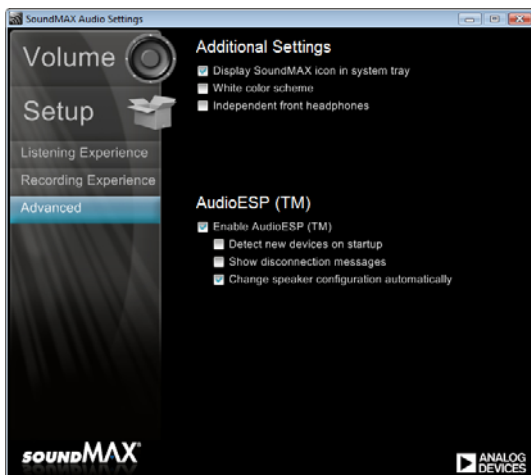 SoundMAX Audio Settings
Volume
Setup
Listening Experience
Recording Experience
Advanced
Additional Settings
Display SoundMAX icon in system tray
White color scheme
Independent front headphones
AudioESP (TM)
Enable AudioESP (TM)
Detect new devices on startup
Show disconnection messages
Change speaker configuration automatically
SOUNDMAX®
ANALOG
DEVICES